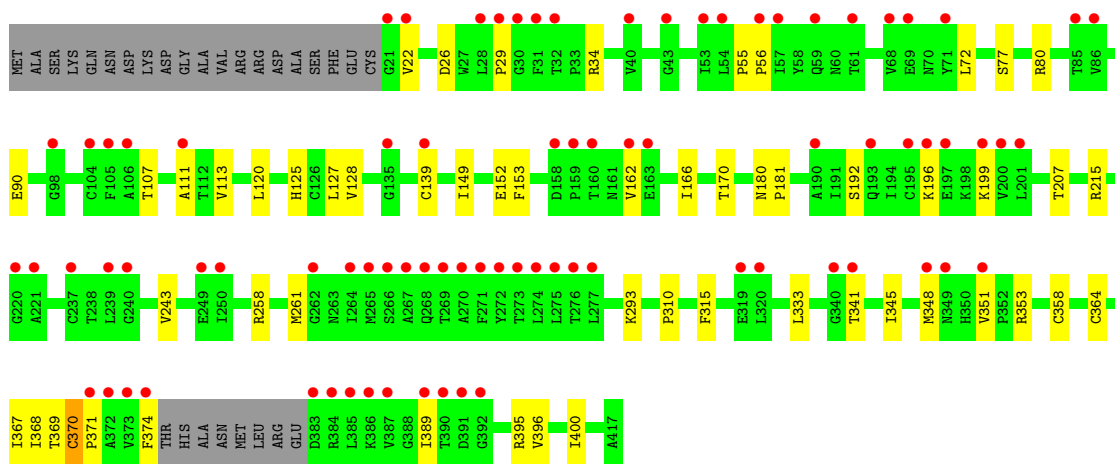 MET ALA SER LYS GLN ASN ASP LYS ASP GLY ALA VAL ARG ARG ASP ALA SER PHE GLU CYS G21 V22 D26 W27 L28 P29 G30 F31 T32 P33 R34 V40 G43 I53 L54 P55 P56 I57 Y58 Q59 N60 T61 V68 E69 N70 Y71 L72 S77 R80 T85 V86
E90 G98 C104 F105 A106 T107 A111 T112 V113 L120 H125 C126 L127 V128 G135 C139 I149 E152 F153 D158 P159 T160 N161 V162 E163 I166 T170 N180 P181 A190 I191 S192 Q193 I194 C195 K196 E197 K198 K199 V200 L201 T207 R215
G220 A221 C237 T238 L239 G240 V243 E249 I250 R258 M261 G262 N263 I264 M265 S266 A267 Q268 T269 A270 F271 Y272 T273 L274 L275 T276 L277 K293 P310 F315 E319 L320 L333 G340 T341 I345 M348 N349 H350 V351 P352 R353 C358 C364
I367 I368 T369 C370 P371 A372 V373 F374 THR HIS ALA ASN MET LEU ARG GLU D383 R384 L385 K386 V387 G388 I389 T390 D391 G392 R395 V396 I400 A417